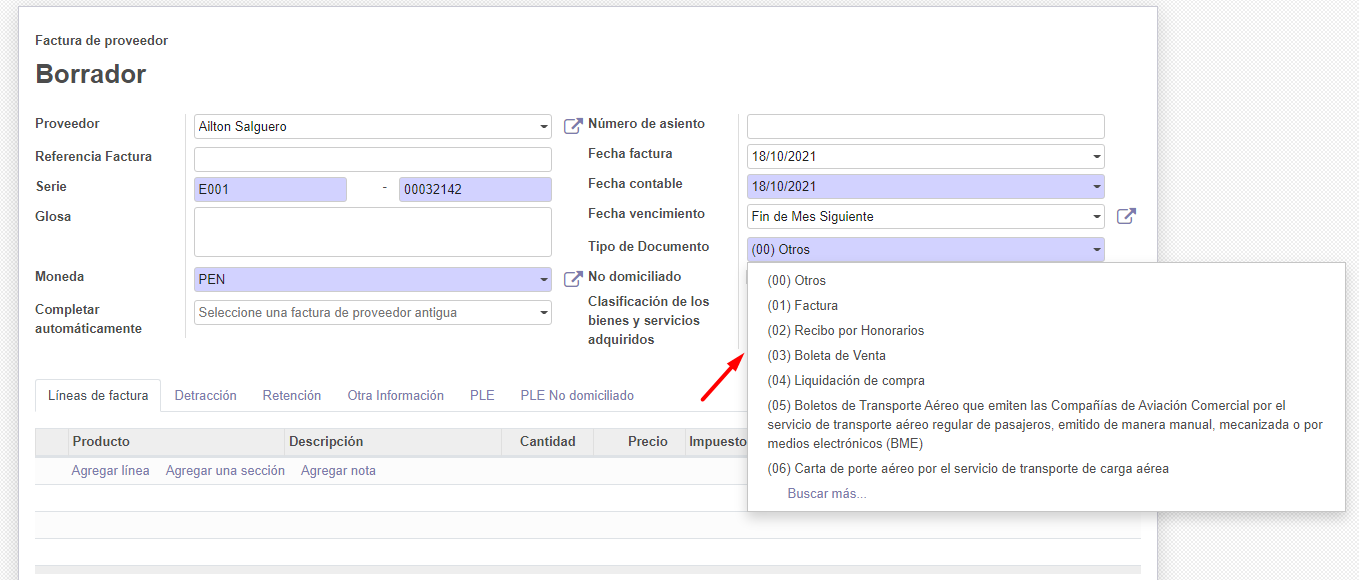 Factura de proveedor
Borrador
Proveedor
Ailton Salguero
Referencia Factura
Serie
E001 - 00032142
Glosa
Moneda
PEN
Completar
automáticamente
Seleccione una factura de proveedor antigua
Número de asiento
Fecha factura
18/10/2021
Fecha contable
18/10/2021
Fecha vencimiento
Fin de Mes Siguiente
Tipo de Documento
(00) Otros
No domiciliado
Clasificación de los
bienes y servicios
adquiridos
(00) Otros
(01) Factura
(02) Recibo por Honorarios
(03) Boleta de Venta
(04) Liquidación de compra
(05) Boletos de Transporte Aéreo que emiten las Compañías de Aviación Comercial por el
servicio de transporte aéreo regular de pasajeros, emitido de manera manual, mecanizada o por
medios electrónicos (BME)
(06) Carta de porte aéreo por el servicio de transporte de carga aérea
Buscar más...
Líneas de factura Detracción Retención Otra Información PLE PLE No domiciliado
Producto Descripción Cantidad Precio Impuesto
Agregar línea Agregar una sección Agregar nota